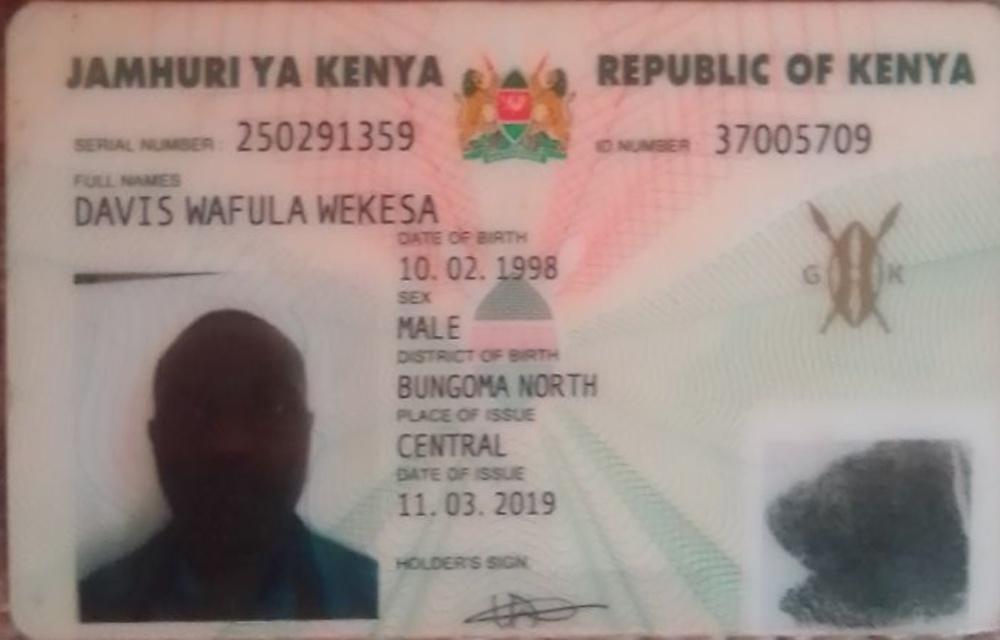 JAMHURI YA KENYA REPUBLIC OF KENYA
SERIAL NUMBER: 250291359 ID NUMBER 37005709
FULL NAMES
DAVIS WAFULA WEKESA
DATE OF BIRTH
10. 02. 1998
SEX
G K
MALE
DISTRICT OF BIRTH
BUNGOMA NORTH
PLACE OF ISSUE
CENTRAL
DATE OF ISSUE
11. 03. 2019
HOLDER'S SIGN.